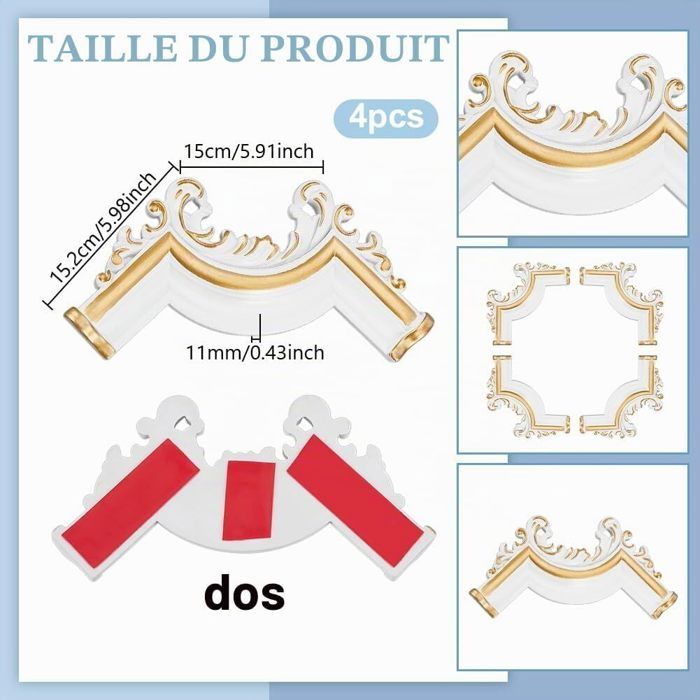 TAILLE DU PRODUIT
4pcs
15cm/5.91inch
15.2cm/5.98inch
11mm/0.43inch
dos